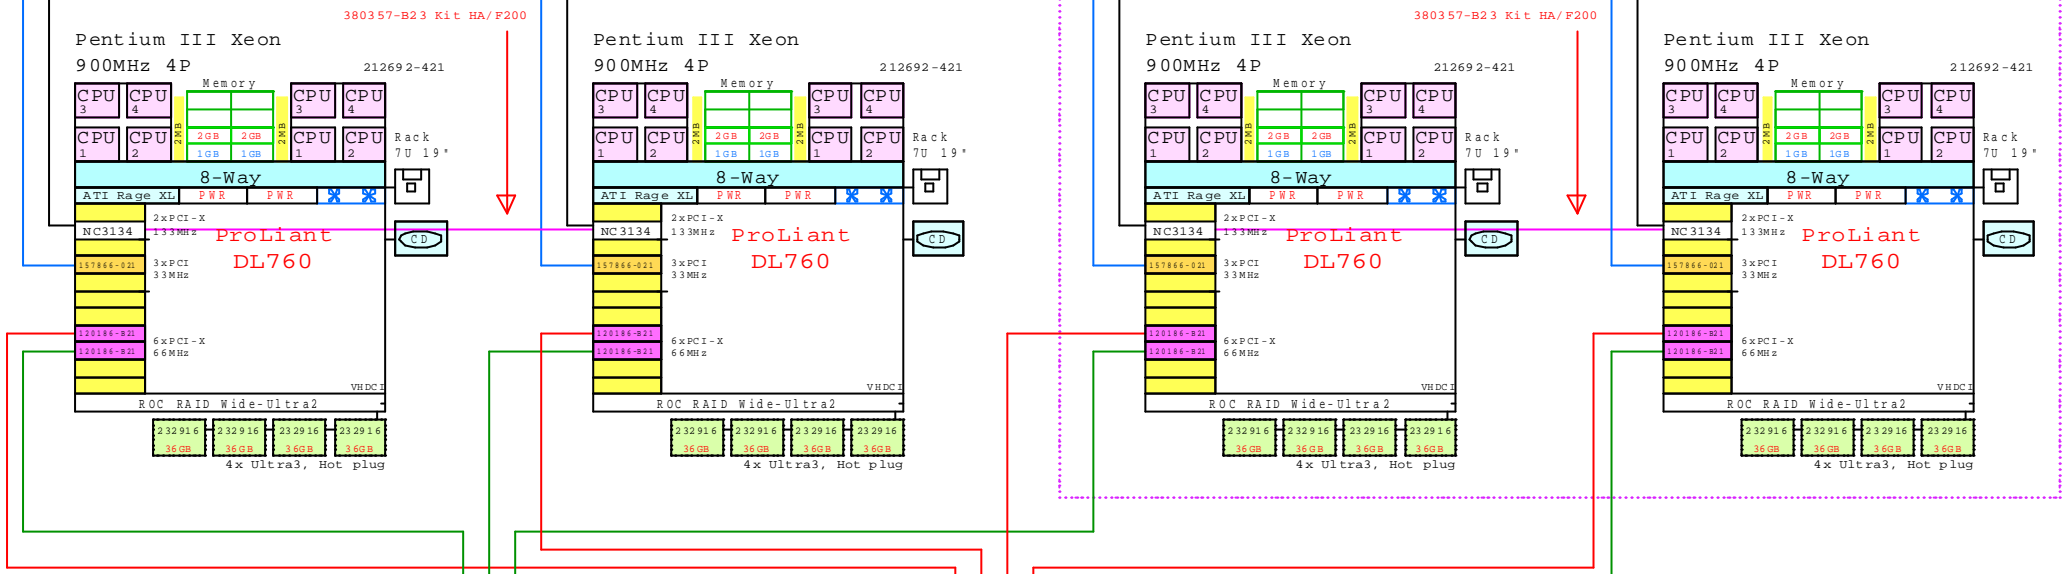 380357-B23 Kit HA/F200
380357-B23 Kit HA/F200
Pentium III Xeon
900MHz 4P
212692-421
Memory
CPU 3
CPU 4
CPU 3
CPU 4
2MB
2MB
2GB 2GB
1GB 1GB
CPU 1
CPU 2
CPU 1
CPU 2
Rack
7U 19"
8-Way
ATI Rage XL PWR PWR
2xPCI-X
133MHz
NC3134
ProLiant
DL760
CD
157866-021
3xPCI
33MHz
120186-B21
120186-B21
6xPCI-X
66MHz
VHDCI
ROC RAID Wide-Ultra2
232916 232916 232916 232916
36GB 36GB 36GB 36GB
4x Ultra3, Hot plug
Pentium III Xeon
900MHz 4P
212692-421
Memory
CPU 3
CPU 4
CPU 3
CPU 4
2MB
2MB
2GB 2GB
1GB 1GB
CPU 1
CPU 2
CPU 1
CPU 2
Rack
7U 19"
8-Way
ATI Rage XL PWR PWR
2xPCI-X
133MHz
NC3134
ProLiant
DL760
CD
157866-021
3xPCI
33MHz
120186-B21
120186-B21
6xPCI-X
66MHz
VHDCI
ROC RAID Wide-Ultra2
232916 232916 232916 232916
36GB 36GB 36GB 36GB
4x Ultra3, Hot plug
Pentium III Xeon
900MHz 4P
212692-421
Memory
CPU 3
CPU 4
CPU 3
CPU 4
2MB
2MB
2GB 2GB
1GB 1GB
CPU 1
CPU 2
CPU 1
CPU 2
Rack
7U 19"
8-Way
ATI Rage XL PWR PWR
2xPCI-X
133MHz
NC3134
ProLiant
DL760
CD
157866-021
3xPCI
33MHz
120186-B21
120186-B21
6xPCI-X
66MHz
VHDCI
ROC RAID Wide-Ultra2
232916 232916 232916 232916
36GB 36GB 36GB 36GB
4x Ultra3, Hot plug
Pentium III Xeon
900MHz 4P
212692-421
Memory
CPU 3
CPU 4
CPU 3
CPU 4
2MB
2MB
2GB 2GB
1GB 1GB
CPU 1
CPU 2
CPU 1
CPU 2
Rack
7U 19"
8-Way
ATI Rage XL PWR PWR
2xPCI-X
133MHz
NC3134
ProLiant
DL760
CD
157866-021
3xPCI
33MHz
120186-B21
120186-B21
6xPCI-X
66MHz
VHDCI
ROC RAID Wide-Ultra2
232916 232916 232916 232916
36GB 36GB 36GB 36GB
4x Ultra3, Hot plug